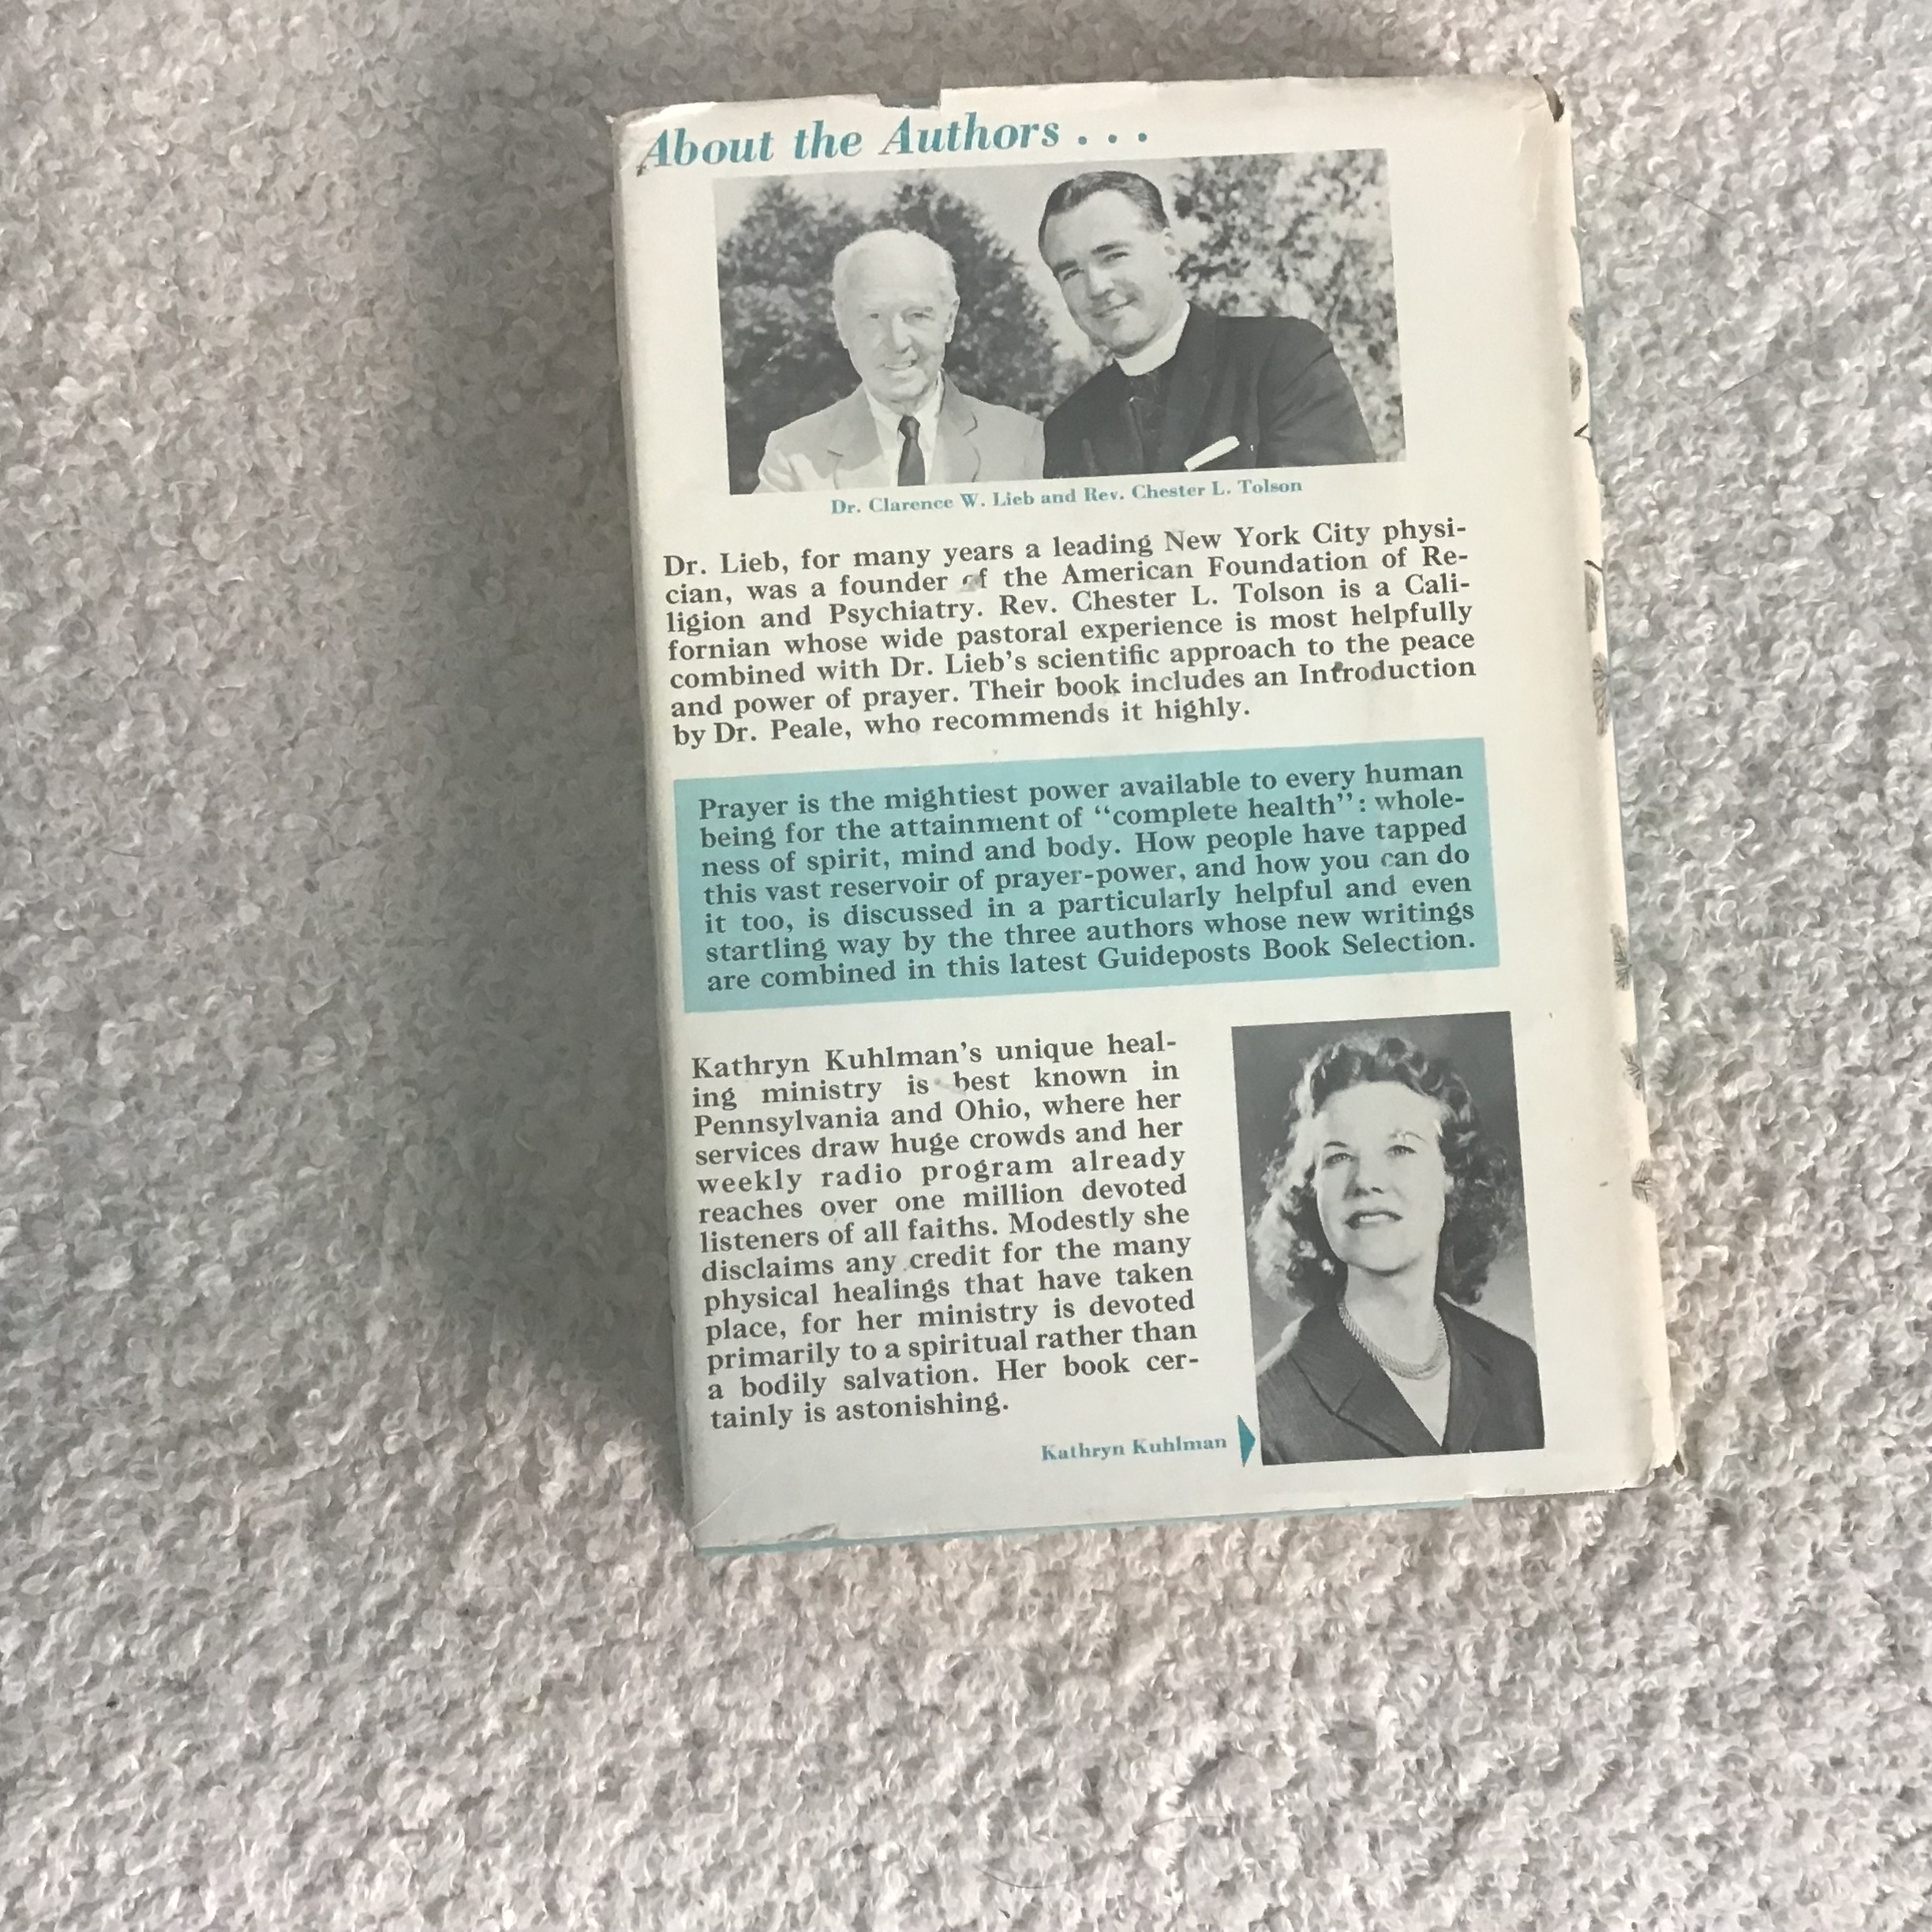 About the Authors . . .
Dr. Clarence W. Lieb and Rev. Chester L. Tolson
Dr. Lieb, for many years a leading New York City physi-
cian, was a founder of the American Foundation of Re-
ligion and Psychiatry. Rev. Chester L. Tolson is a Cali-
fornian whose wide pastoral experience is most helpfully
combined with Dr. Lieb's scientific approach to the peace
and power of prayer. Their book includes an Introduction
by Dr. Peale, who recommends it highly.
Prayer is the mightiest power available to every human
being for the attainment of “complete health”: whole-
ness of spirit, mind and body. How people have tapped
this vast reservoir of prayer-power, and how you can do
it too, is discussed in a particularly helpful and even
startling way by the three authors whose new writings
are combined in this latest Guideposts Book Selection.
Kathryn Kuhlman's unique heal-
ing ministry is best known in
Pennsylvania and Ohio, where her
services draw huge crowds and her
weekly radio program already
reaches over one million devoted
listeners of all faiths. Modestly she
disclaims any credit for the many
physical healings that have taken
place, for her ministry is devoted
primarily to a spiritual rather than
a bodily salvation. Her book cer-
tainly is astonishing.
Kathryn Kuhlman